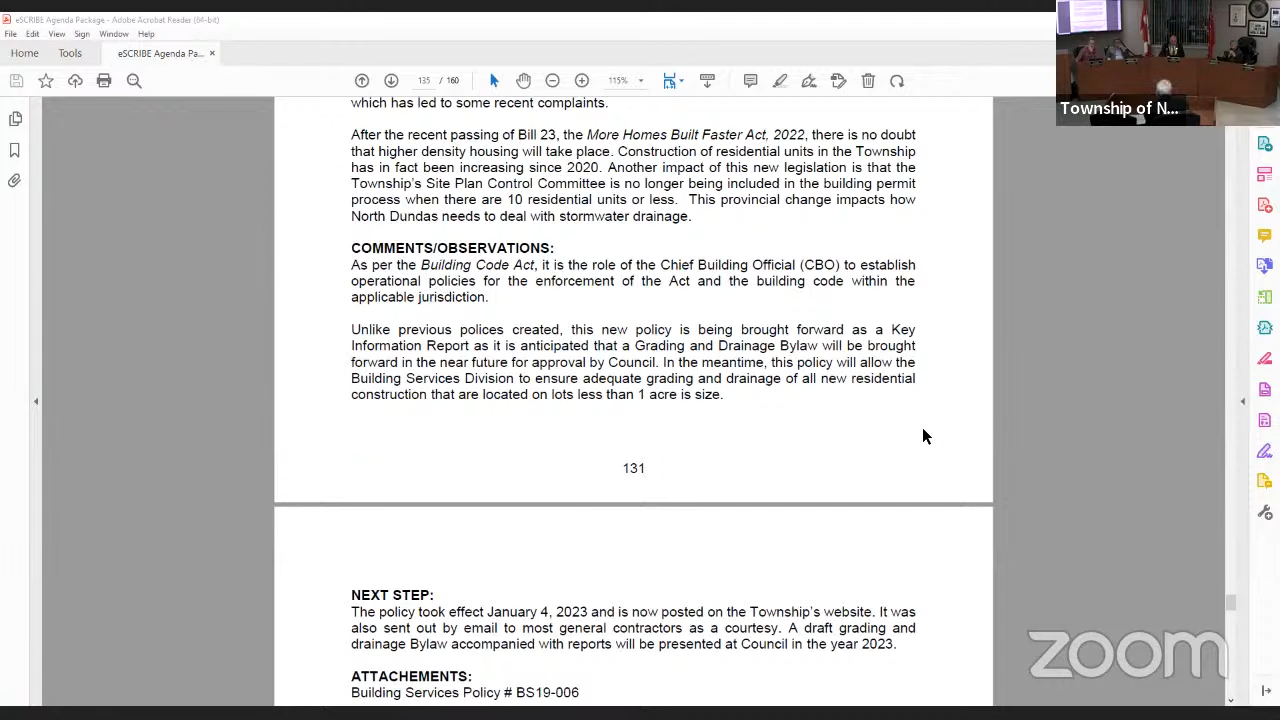 eSCRIBE Agenda Package - Adobe Acrobat Reader (64-bit)
File Edit View Sign Window Help
Home Tools eSCRIBE Agenda Pa... ×
135 / 160 115%
Township of N...
which has led to some recent complaints.
After the recent passing of Bill 23, the More Homes Built Faster Act, 2022, there is no doubt
that higher density housing will take place. Construction of residential units in the Township
has in fact been increasing since 2020. Another impact of this new legislation is that the
Township's Site Plan Control Committee is no longer being included in the building permit
process when there are 10 residential units or less. This provincial change impacts how
North Dundas needs to deal with stormwater drainage.
COMMENTS/OBSERVATIONS:
As per the Building Code Act, it is the role of the Chief Building Official (CBO) to establish
operational policies for the enforcement of the Act and the building code within the
applicable jurisdiction.
Unlike previous polices created, this new policy is being brought forward as a Key
Information Report as it is anticipated that a Grading and Drainage Bylaw will be brought
forward in the near future for approval by Council. In the meantime, this policy will allow the
Building Services Division to ensure adequate grading and drainage of all new residential
construction that are located on lots less than 1 acre is size.
131
NEXT STEP:
The policy took effect January 4, 2023 and is now posted on the Township's website. It was
also sent out by email to most general contractors as a courtesy. A draft grading and
drainage Bylaw accompanied with reports will be presented at Council in the year 2023.
ATTACHEMENTS:
Building Services Policy # BS19-006
zoom